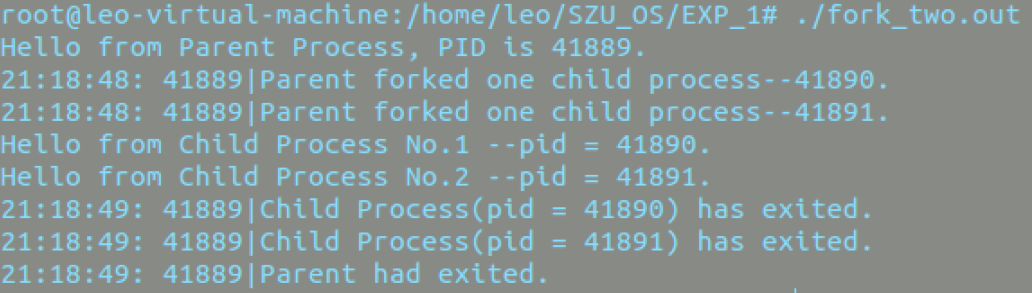 root@leo-virtual-machine:/home/leo/SZU_OS/EXP_1# ./fork_two.out
Hello from Parent Process, PID is 41889.
21:18:48: 41889|Parent forked one child process--41890.
21:18:48: 41889|Parent forked one child process--41891.
Hello from Child Process No.1 --pid = 41890.
Hello from Child Process No.2 --pid = 41891.
21:18:49: 41889|Child Process(pid = 41890) has exited.
21:18:49: 41889|Child Process(pid = 41891) has exited.
21:18:49: 41889|Parent had exited.